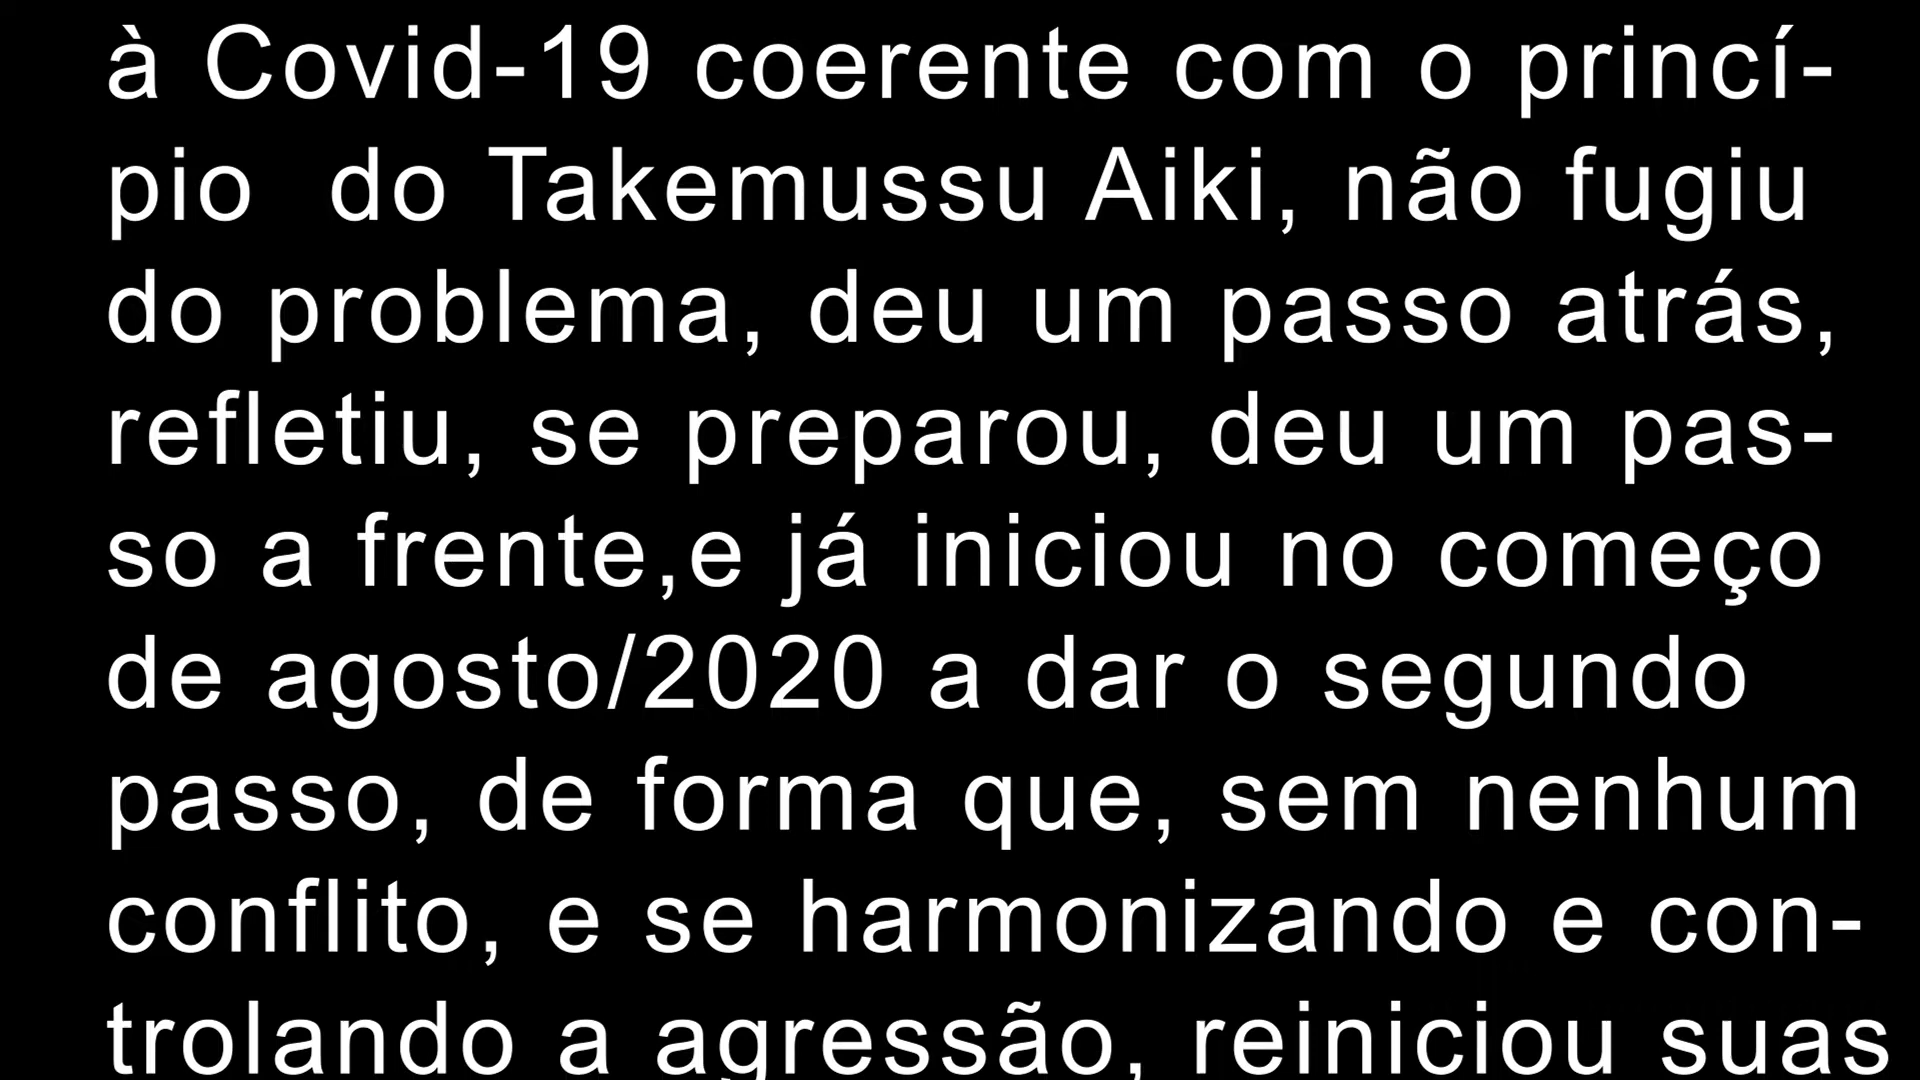 à Covid-19 coerente com o princí-
pio  do Takemussu Aiki, não fugiu
do problema, deu um passo atrás,
refletiu, se preparou, deu um pas-
so a frente,e já iniciou no começo
de agosto/2020 a dar o segundo
passo, de forma que, sem nenhum
conflito, e se harmonizando e con-
trolando a agressão, reiniciou suas